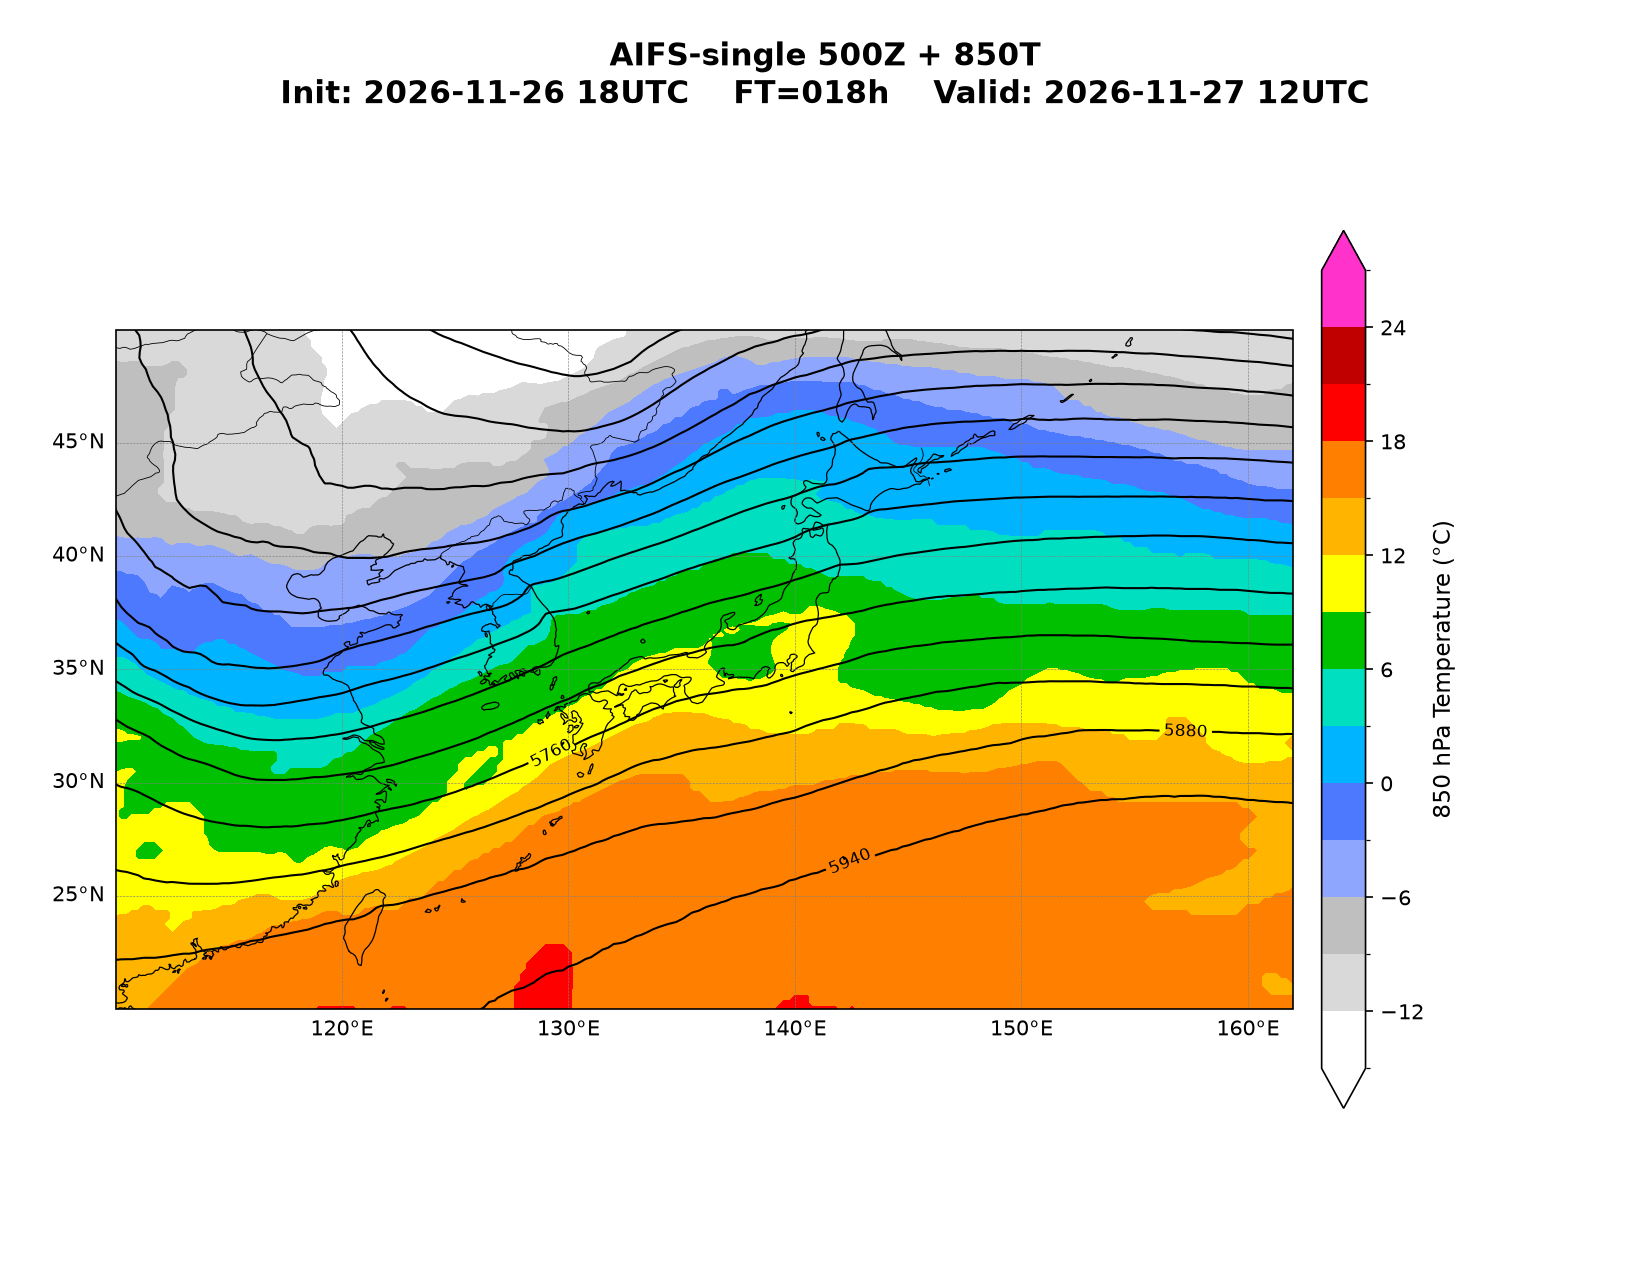 AIFS-single 500Z + 850T
Init: 2026-11-26 18UTC    FT=018h    Valid: 2026-11-27 12UTC
45°N
40°N
35°N
30°N
25°N
120°E
130°E
140°E
150°E
160°E
5760
5880
5940
24
18
12
6
0
−6
−12
850 hPa Temperature (°C)